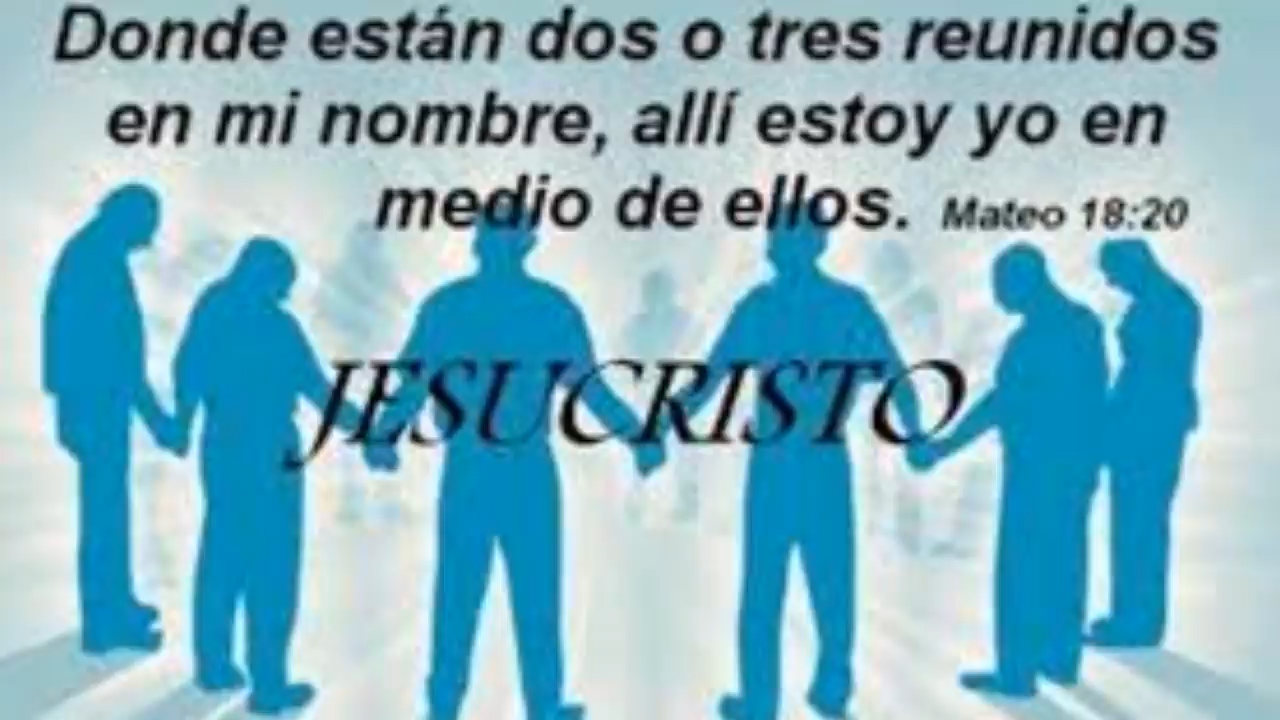 Donde están dos o tres reunidos
en mi nombre, allí estoy yo en
medio de ellos. Mateo 18:20
JESUCRISTO